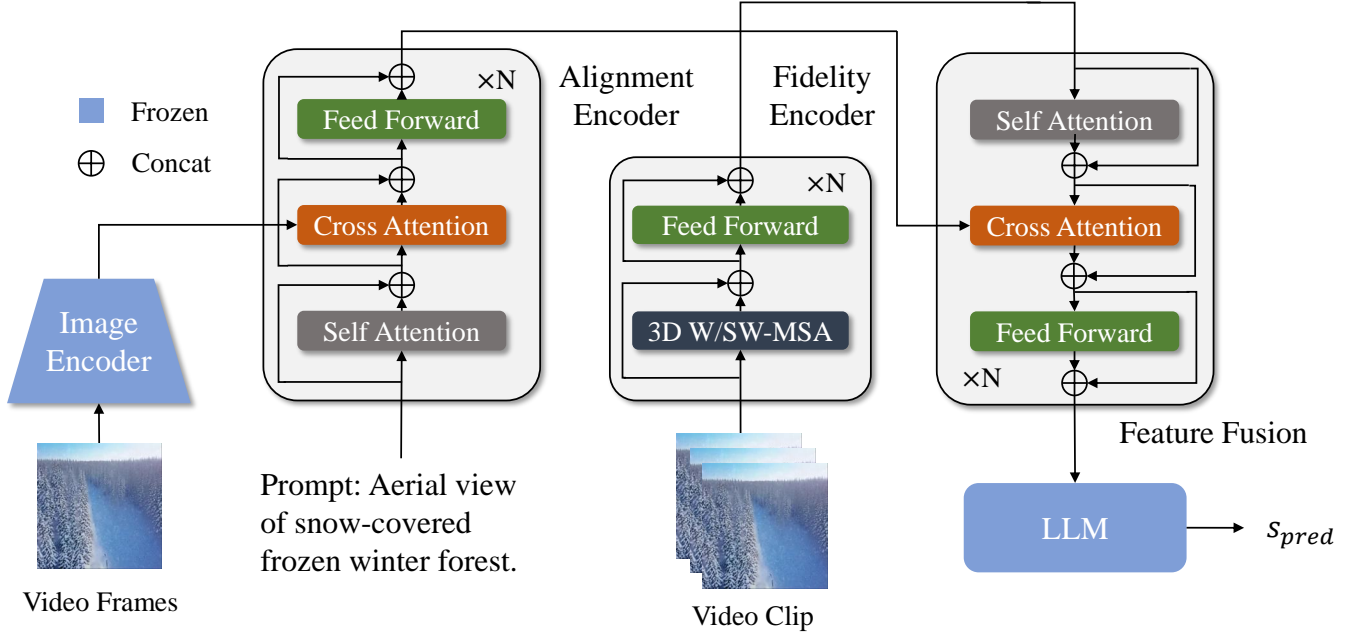 Frozen
Concat
×N
Feed Forward
Cross Attention
Self Attention
Alignment
Encoder
Image
Encoder
Video Frames
Prompt: Aerial view
of snow-covered
frozen winter forest.
Fidelity
Encoder
×N
Feed Forward
3D W/SW-MSA
Video Clip
Self Attention
Cross Attention
Feed Forward
×N
Feature Fusion
LLM
s_pred